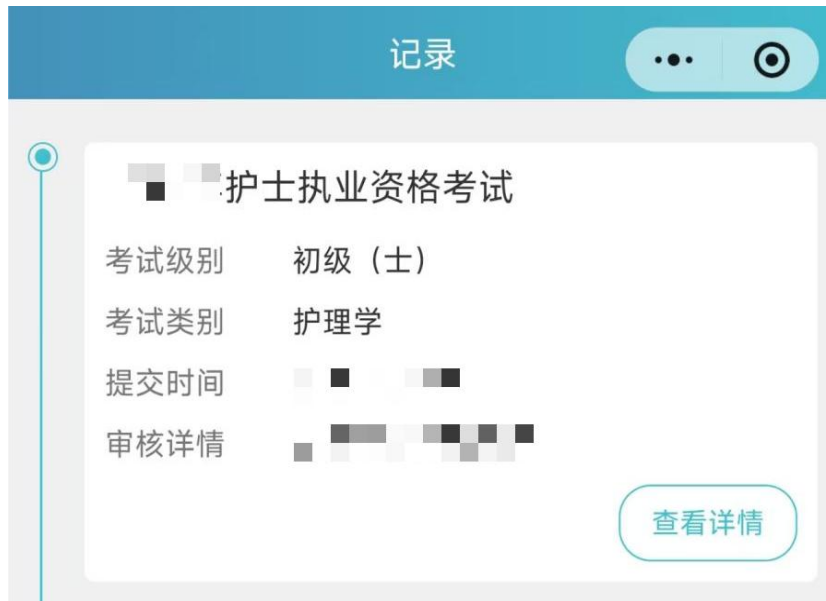 记录
护士执业资格考试
考试级别 初级（士）
考试类别 护理学
提交时间
审核详情
查看详情